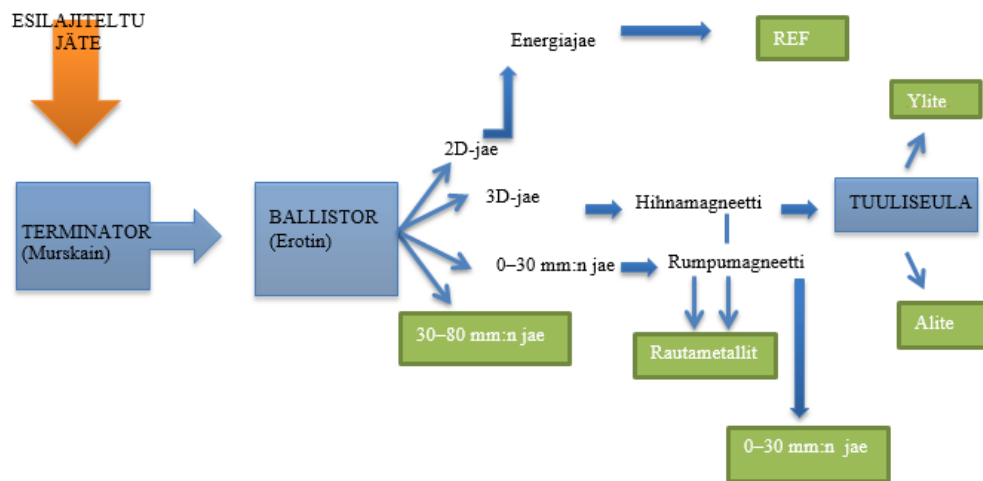 ESILAJITELTU
JÄTE
Energiajae
REF
Ylite
2D-jae
3D-jae
TERMINATOR
(Murskain)
BALLISTOR
(Erotin)
Hihnamagneetti
TUULISEULA
0–30 mm:n jae
Rumpumagneetti
30–80 mm:n jae
Rautametallit
Alite
0–30 mm:n jae